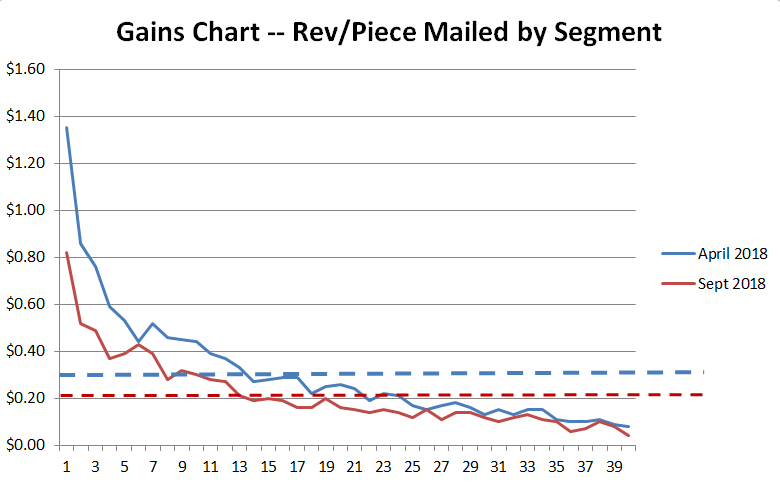 Gains Chart -- Rev/Piece Mailed by Segment
$1.60
$1.40
$1.20
$1.00
$0.80
$0.60
$0.40
$0.20
$0.00
1 3 5 7 9 11 13 15 17 19 21 23 25 27 29 31 33 35 37 39
April 2018
Sept 2018